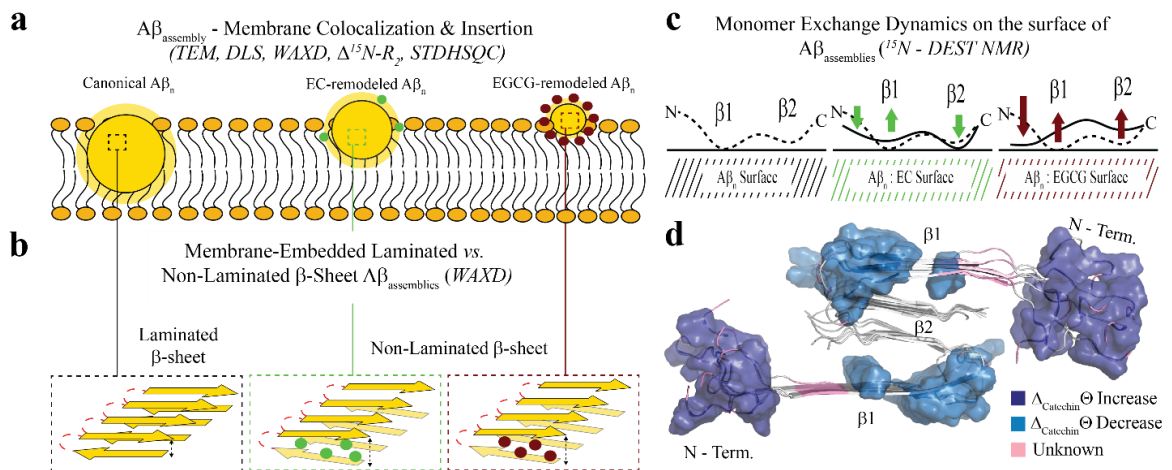 a
Aβassembly - Membrane Colocalization & Insertion
(TEM, DLS, WAXD, Δ¹⁵N-R₂, STDHSQC)
Canonical Aβn
EC-remodeled Aβn
EGCG-remodeled Aβn
b
Membrane-Embedded Laminated vs.
Non-Laminated β-Sheet Λβassemblies (WAXD)
Laminated
β-sheet
Non-Laminated β-sheet
c
Monomer Exchange Dynamics on the surface of
Aβassemblies (¹⁵N - DEST NMR)
N β1 β2 C
N β1 β2 C
N β1 β2 C
Aβn Surface
Aβn : EC Surface
Aβn : EGCG Surface
d
β1
N - Term.
β2
β1
N - Term.
ΛCatechinΘ Increase
ΔCatechinΘ Decrease
Unknown